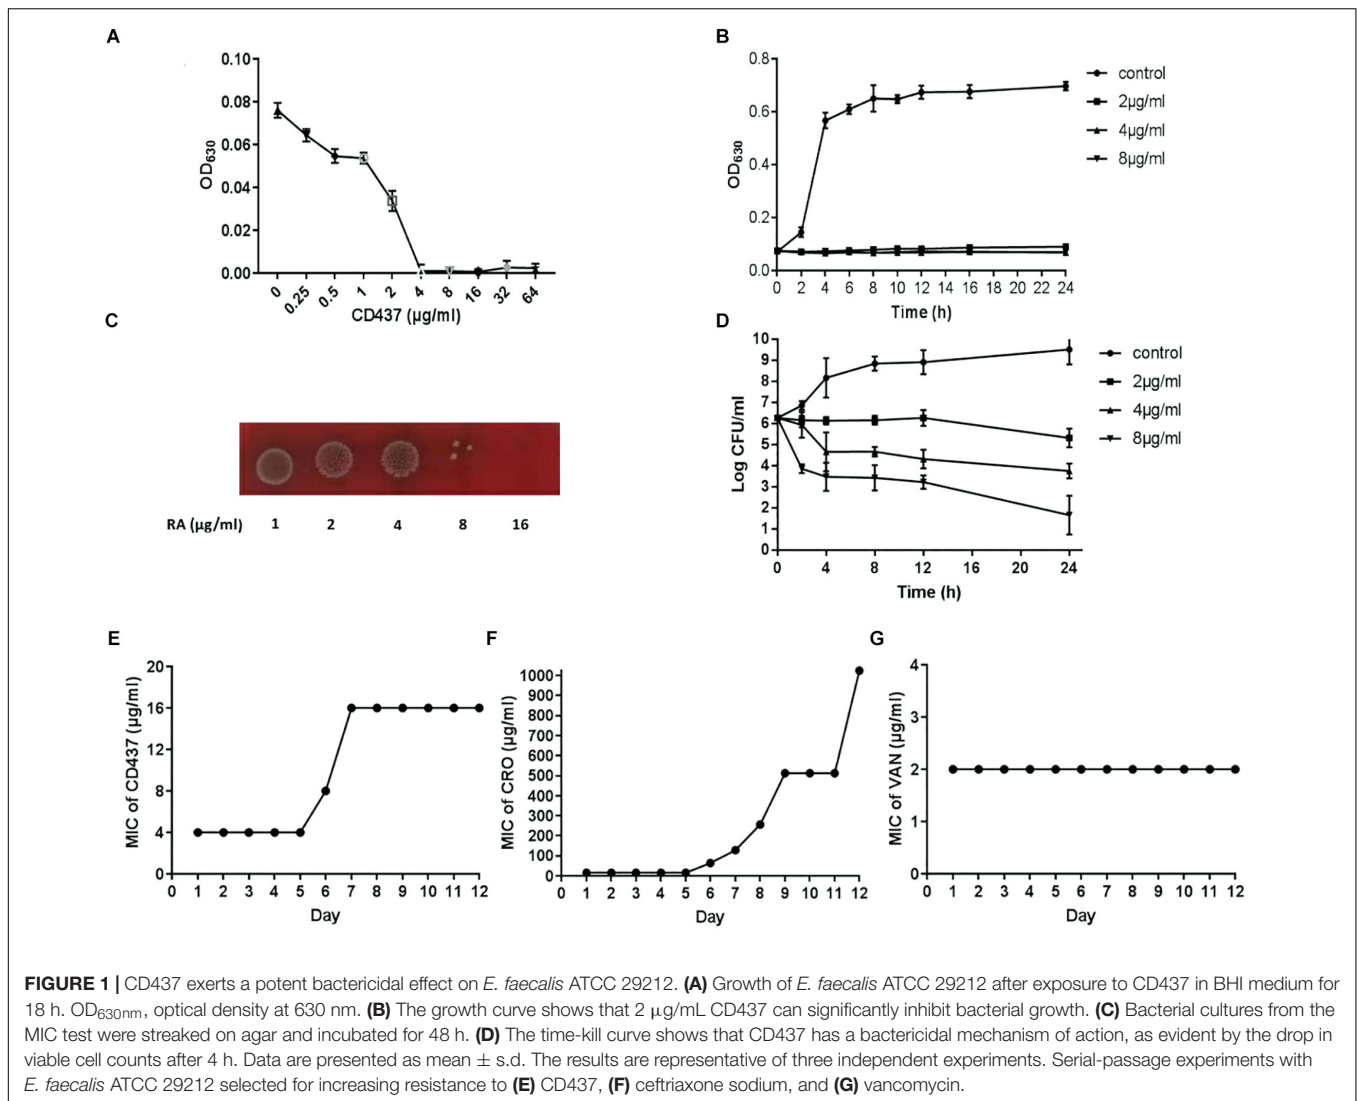 A
0.10
0.08
0.06
0.04
0.02
0.00
OD630
0 0.25 0.5 1 2 4 8 16 32 64
CD437 (µg/ml)
B
0.8
0.6
0.4
0.2
0.0
OD630
0 2 4 6 8 10 12 14 16 18 20 22 24
Time (h)
control
2µg/ml
4µg/ml
8µg/ml
C
RA (µg/ml) 1 2 4 8 16
D
10
9
8
7
6
5
4
3
2
1
0
Log CFU/ml
0 4 8 12 16 20 24
Time (h)
control
2µg/ml
4µg/ml
8µg/ml
E
20
16
12
8
4
0
MIC of CD437 (µg/ml)
0 1 2 3 4 5 6 7 8 9 10 11 12
Day
F
1000
900
800
700
600
500
400
300
200
100
0
MIC of CRO (µg/ml)
0 1 2 3 4 5 6 7 8 9 10 11 12
Day
G
4
3
2
1
0
MIC of VAN (µg/ml)
0 1 2 3 4 5 6 7 8 9 10 11 12
Day
FIGURE 1 | CD437 exerts a potent bactericidal effect on E. faecalis ATCC 29212. (A) Growth of E. faecalis ATCC 29212 after exposure to CD437 in BHI medium for
18 h. OD630nm, optical density at 630 nm. (B) The growth curve shows that 2 µg/mL CD437 can significantly inhibit bacterial growth. (C) Bacterial cultures from the
MIC test were streaked on agar and incubated for 48 h. (D) The time-kill curve shows that CD437 has a bactericidal mechanism of action, as evident by the drop in
viable cell counts after 4 h. Data are presented as mean ± s.d. The results are representative of three independent experiments. Serial-passage experiments with
E. faecalis ATCC 29212 selected for increasing resistance to (E) CD437, (F) ceftriaxone sodium, and (G) vancomycin.